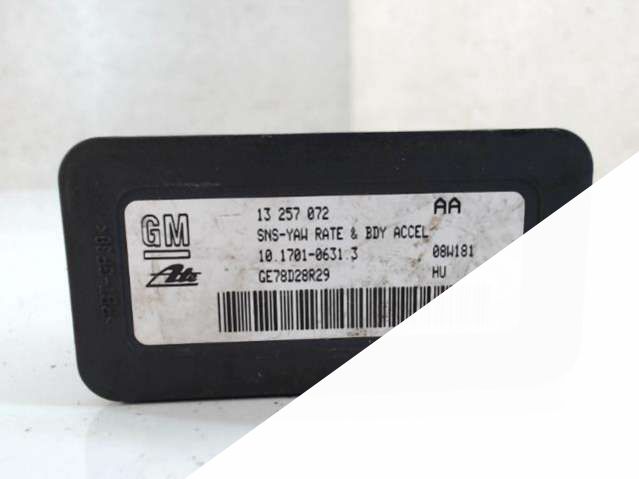 GM
Ate
13 257 072 AA
SNS-YAW RATE & BDY ACCEL
10.1701-0631.3 08W181
GE78D28R29 HU